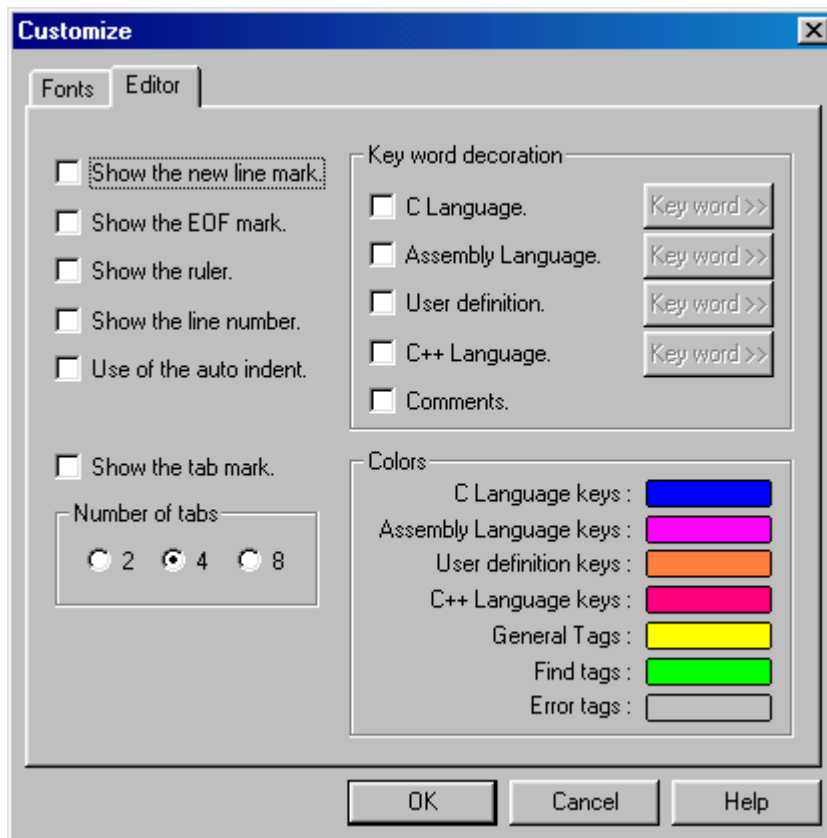 Customize
Fonts
Editor
Show the new line mark.
Show the EOF mark.
Show the ruler.
Show the line number.
Use of the auto indent.
Show the tab mark.
Number of tabs
2 4 8
Key word decoration
C Language. Key word >>
Assembly Language. Key word >>
User definition. Key word >>
C++ Language. Key word >>
Comments.
Colors
C Language keys :
Assembly Language keys :
User definition keys :
C++ Language keys :
General Tags :
Find tags :
Error tags :
OK Cancel Help